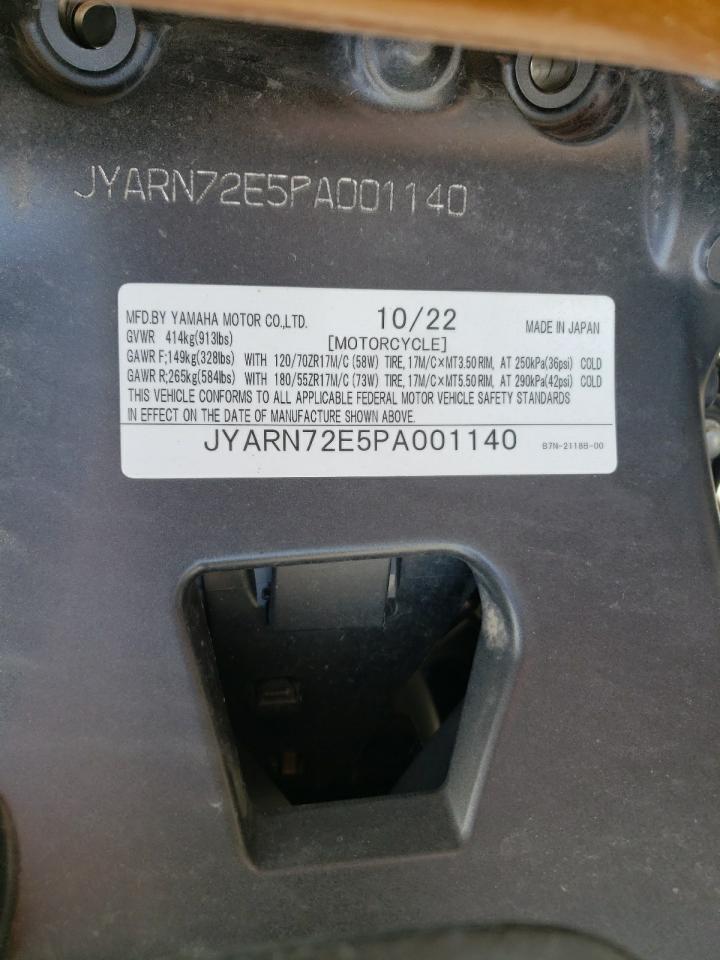 JYARN72E5PA001140
MFD.BY YAMAHA MOTOR CO.,LTD. 10/22 MADE IN JAPAN
GVWR 414kg(913lbs) [MOTORCYCLE]
GAWR F;149kg(328lbs) WITH 120/70ZR17M/C (58W) TIRE, 17M/C×MT3.50 RIM, AT 250kPa(36psi) COLD
GAWR R;265kg(584lbs) WITH 180/55ZR17M/C (73W) TIRE, 17M/C×MT5.50 RIM, AT 290kPa(42psi) COLD
THIS VEHICLE CONFORMS TO ALL APPLICABLE FEDERAL MOTOR VEHICLE SAFETY STANDARDS
IN EFFECT ON THE DATE OF MANUFACTURE SHOWN ABOVE.
JYARN72E5PA001140 B7N-2118B-00